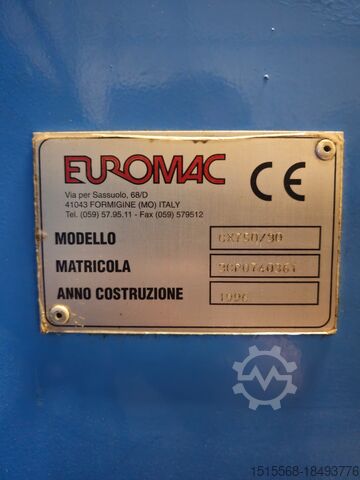 EUROMAC CE
Via per Sassuolo, 68/D
41043 FORMIGINE (MO) ITALY
Tel. (059) 57.95.11 - Fax (059) 579512
MODELLO
MATRICOLA
ANNO COSTRUZIONE 1996
1515568-18493776